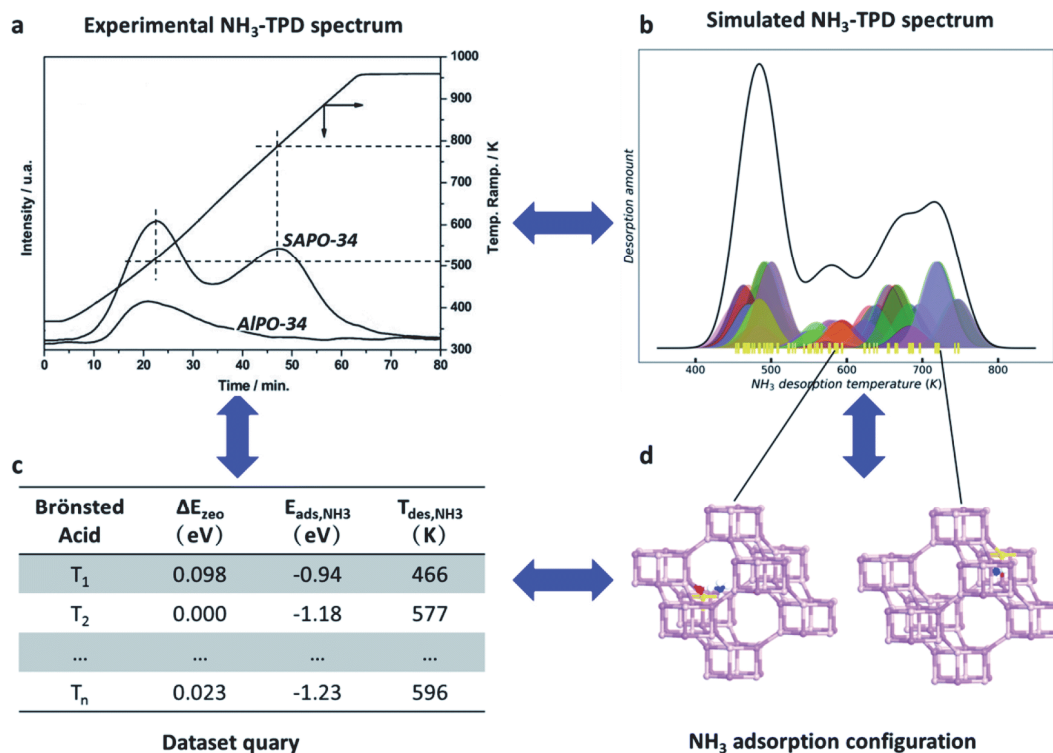 a
Experimental NH₃-TPD spectrum
Intensity / u.a.
1000
900
800
700
600
500
400
300
Temp. Ramp. / K
SAPO-34
AlPO-34
0 10 20 30 40 50 60 70 80
Time / min.
b
Simulated NH₃-TPD spectrum
Desorption amount
400 500 600 700 800
NH₃ desorption temperature (K)
c
Brönsted Acid ΔE_zeo (eV) E_ads,NH3 (eV) T_des,NH3 (K)
T₁ 0.098 -0.94 466
T₂ 0.000 -1.18 577
... ... ... ...
Tₙ 0.023 -1.23 596
Dataset quary
d
NH₃ adsorption configuration